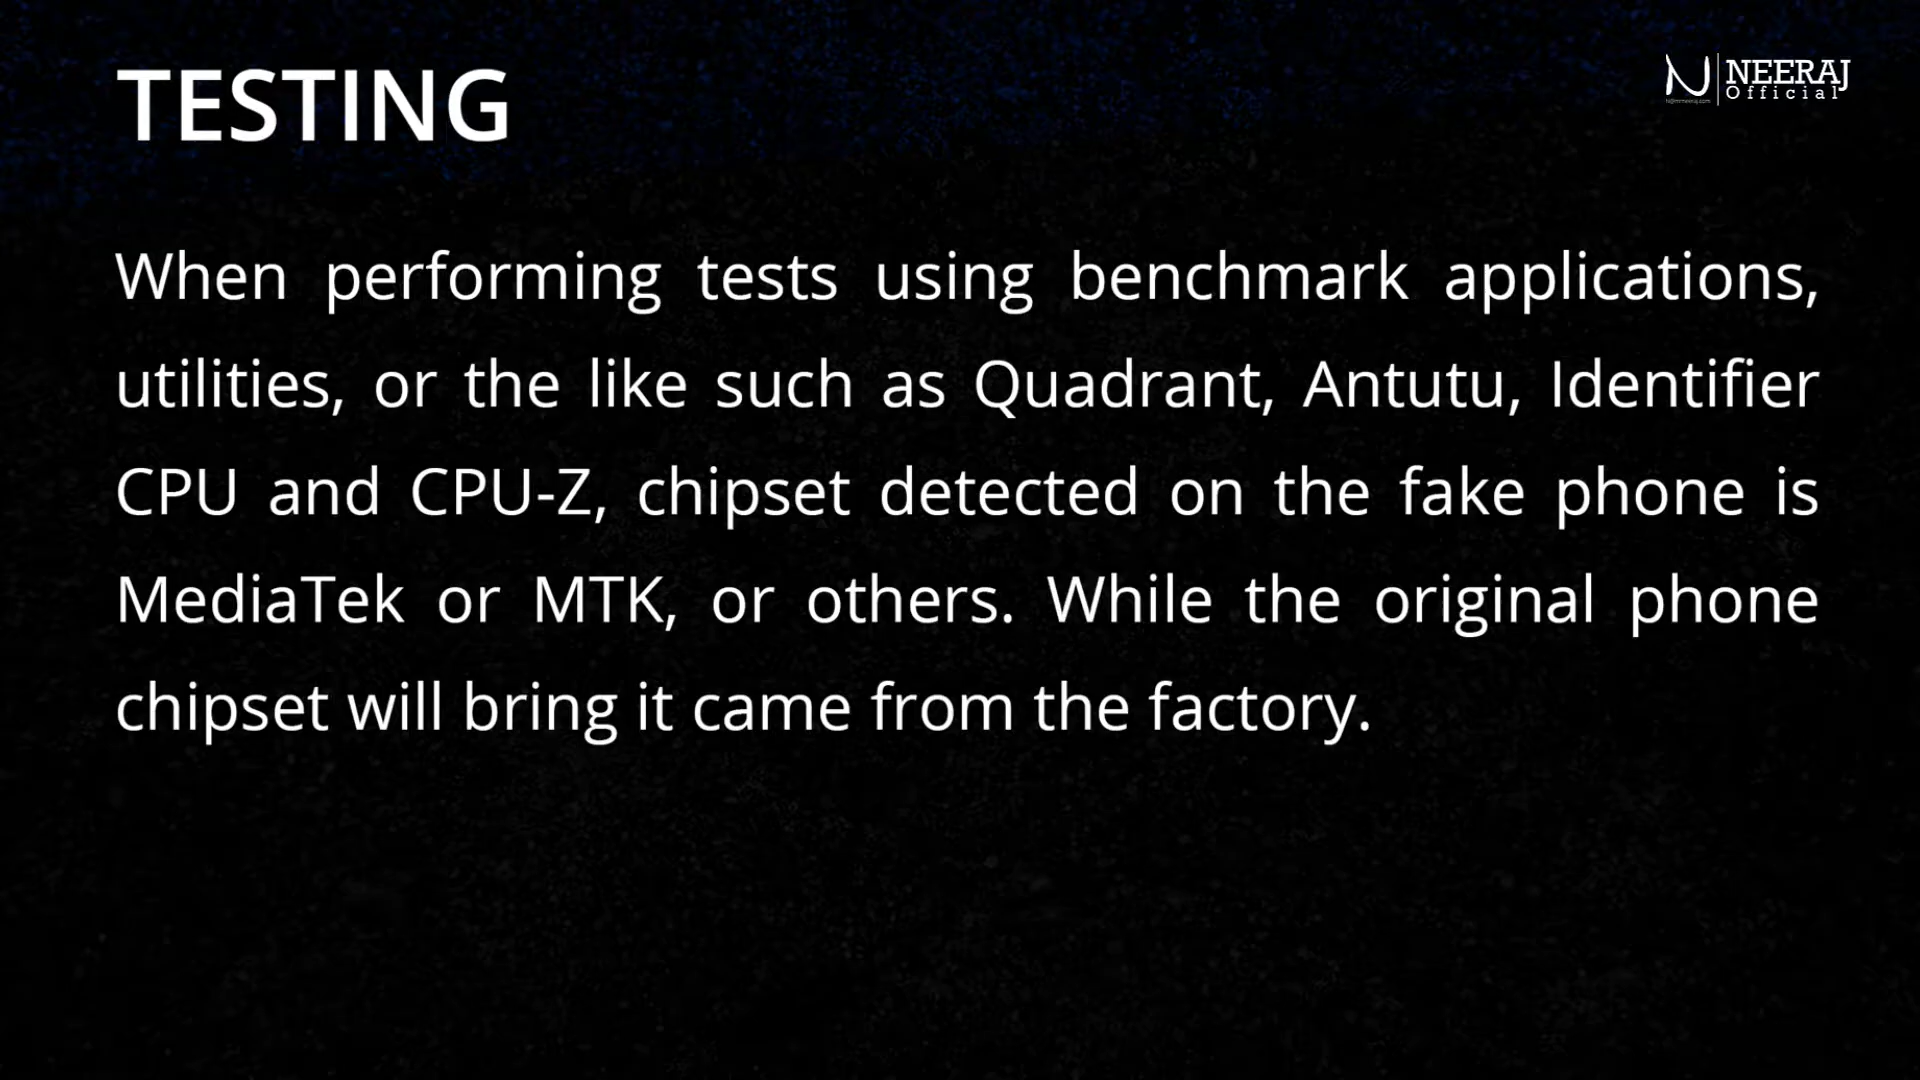 TESTING
NEERAJ
Official
When performing tests using benchmark applications,
utilities, or the like such as Quadrant, Antutu, Identifier
CPU and CPU-Z, chipset detected on the fake phone is
MediaTek or MTK, or others. While the original phone
chipset will bring it came from the factory.